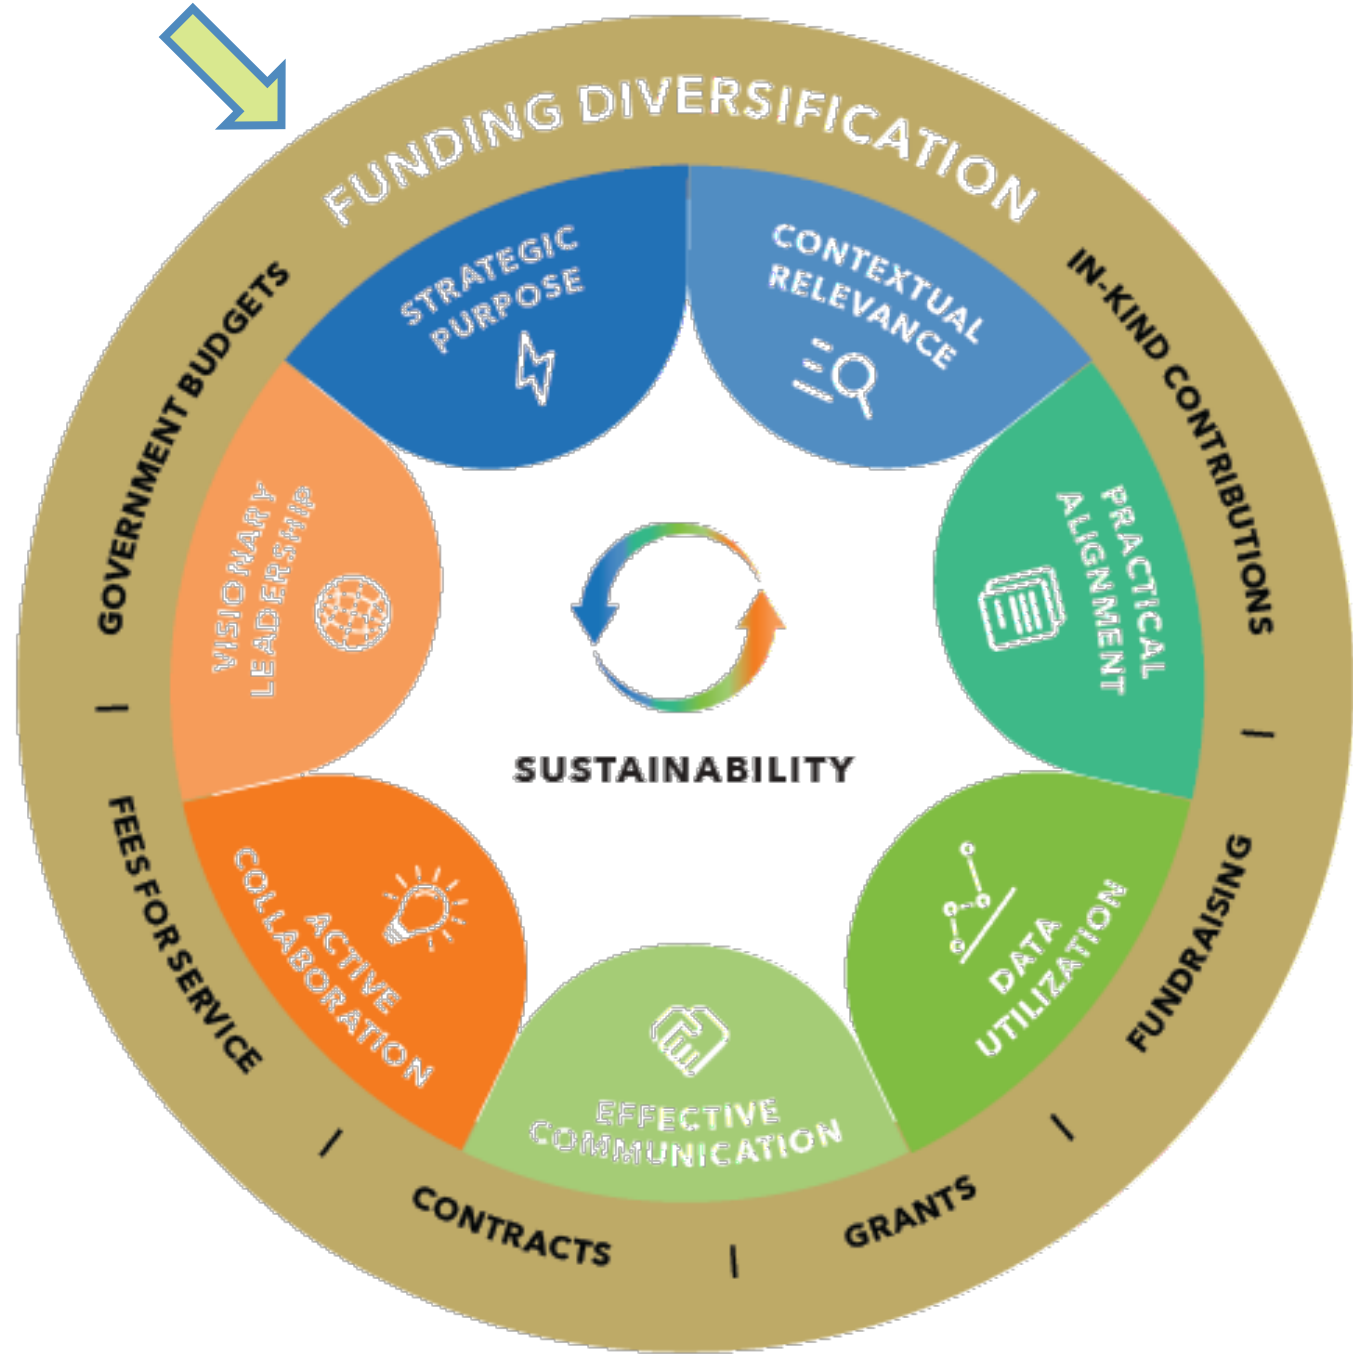 FUNDING DIVERSIFICATION
IN-KIND CONTRIBUTIONS
FUNDRAISING
GRANTS
CONTRACTS
FEES FOR SERVICE
GOVERNMENT BUDGETS
STRATEGIC
PURPOSE
CONTEXTUAL
RELEVANCE
PRACTICAL
ALIGNMENT
DATA
UTILIZATION
EFFECTIVE
COMMUNICATION
ACTIVE
COLLABORATION
VISIONARY
LEADERSHIP
SUSTAINABILITY